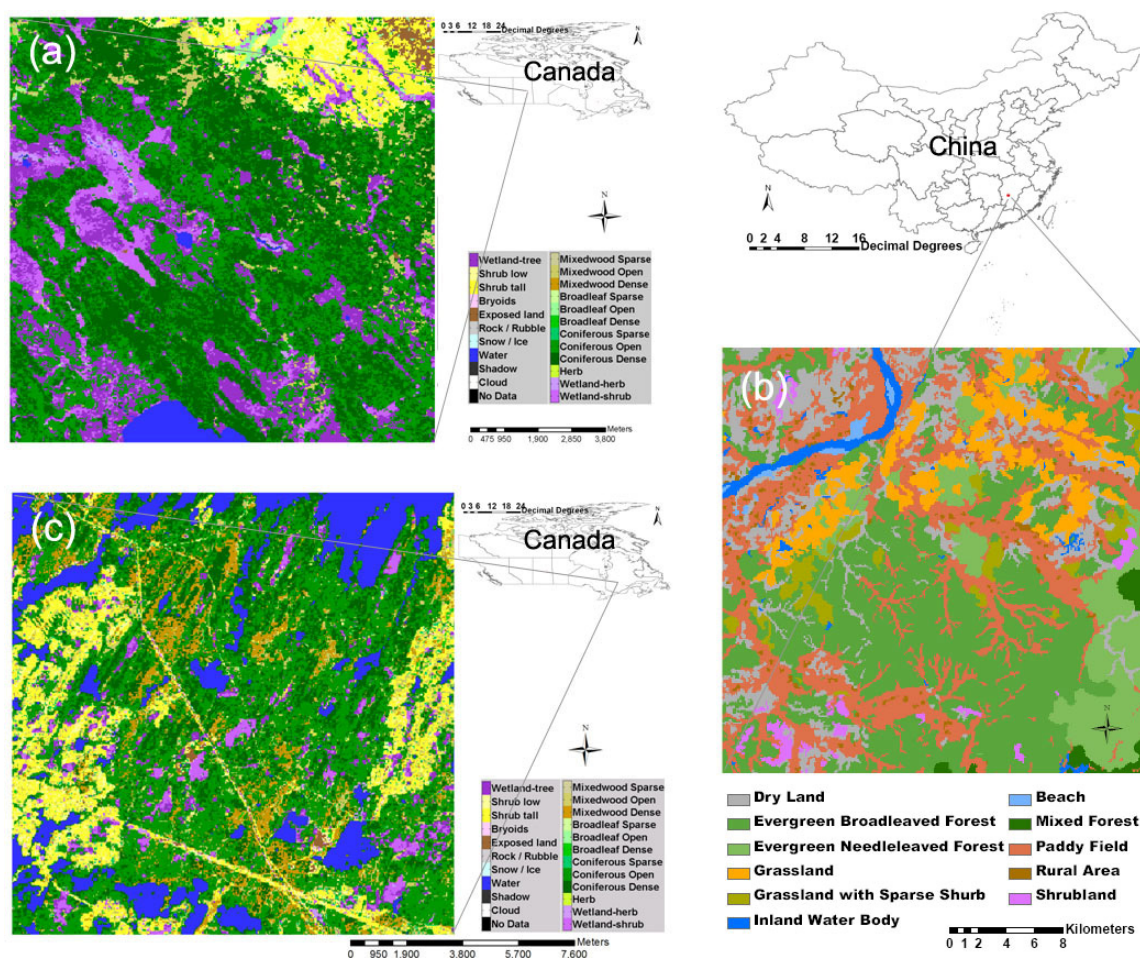 (a)
0 3 6 12 18 24
Decimal Degrees
N
Canada
N
Wetland-tree
Shrub low
Shrub tall
Bryoids
Exposed land
Rock / Rubble
Snow / Ice
Water
Shadow
Cloud
No Data
Mixedwood Sparse
Mixedwood Open
Mixedwood Dense
Broadleaf Sparse
Broadleaf Open
Broadleaf Dense
Coniferous Sparse
Coniferous Open
Coniferous Dense
Herb
Wetland-herb
Wetland-shrub
Meters
0 475 950 1,900 2,850 3,800
China
N
0 2 4 8 12 16
Decimal Degrees
(b)
N
Dry Land
Evergreen Broadleaved Forest
Evergreen Needleleaved Forest
Grassland
Grassland with Sparse Shurb
Inland Water Body
Beach
Mixed Forest
Paddy Field
Rural Area
Shrubland
Kilometers
0 1 2 4 6 8
(c)
0 3 6 12 18 24
Decimal Degrees
N
Canada
N
Wetland-tree
Shrub low
Shrub tall
Bryoids
Exposed land
Rock / Rubble
Snow / Ice
Water
Shadow
Cloud
No Data
Mixedwood Sparse
Mixedwood Open
Mixedwood Dense
Broadleaf Sparse
Broadleaf Open
Broadleaf Dense
Coniferous Sparse
Coniferous Open
Coniferous Dense
Herb
Wetland-herb
Wetland-shrub
Meters
0 950 1.900 3.800 5.700 7.600